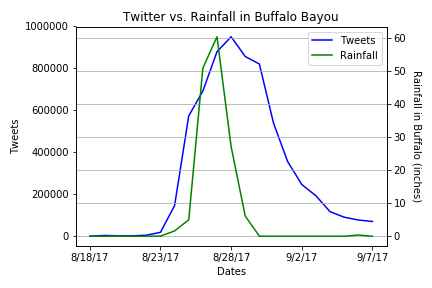 Twitter vs. Rainfall in Buffalo Bayou
1000000
800000
600000
400000
200000
0
Tweets
Tweets
Rainfall
60
50
40
30
20
10
0
Rainfall in Buffalo (inches)
8/18/17 8/23/17 8/28/17 9/2/17 9/7/17
Dates